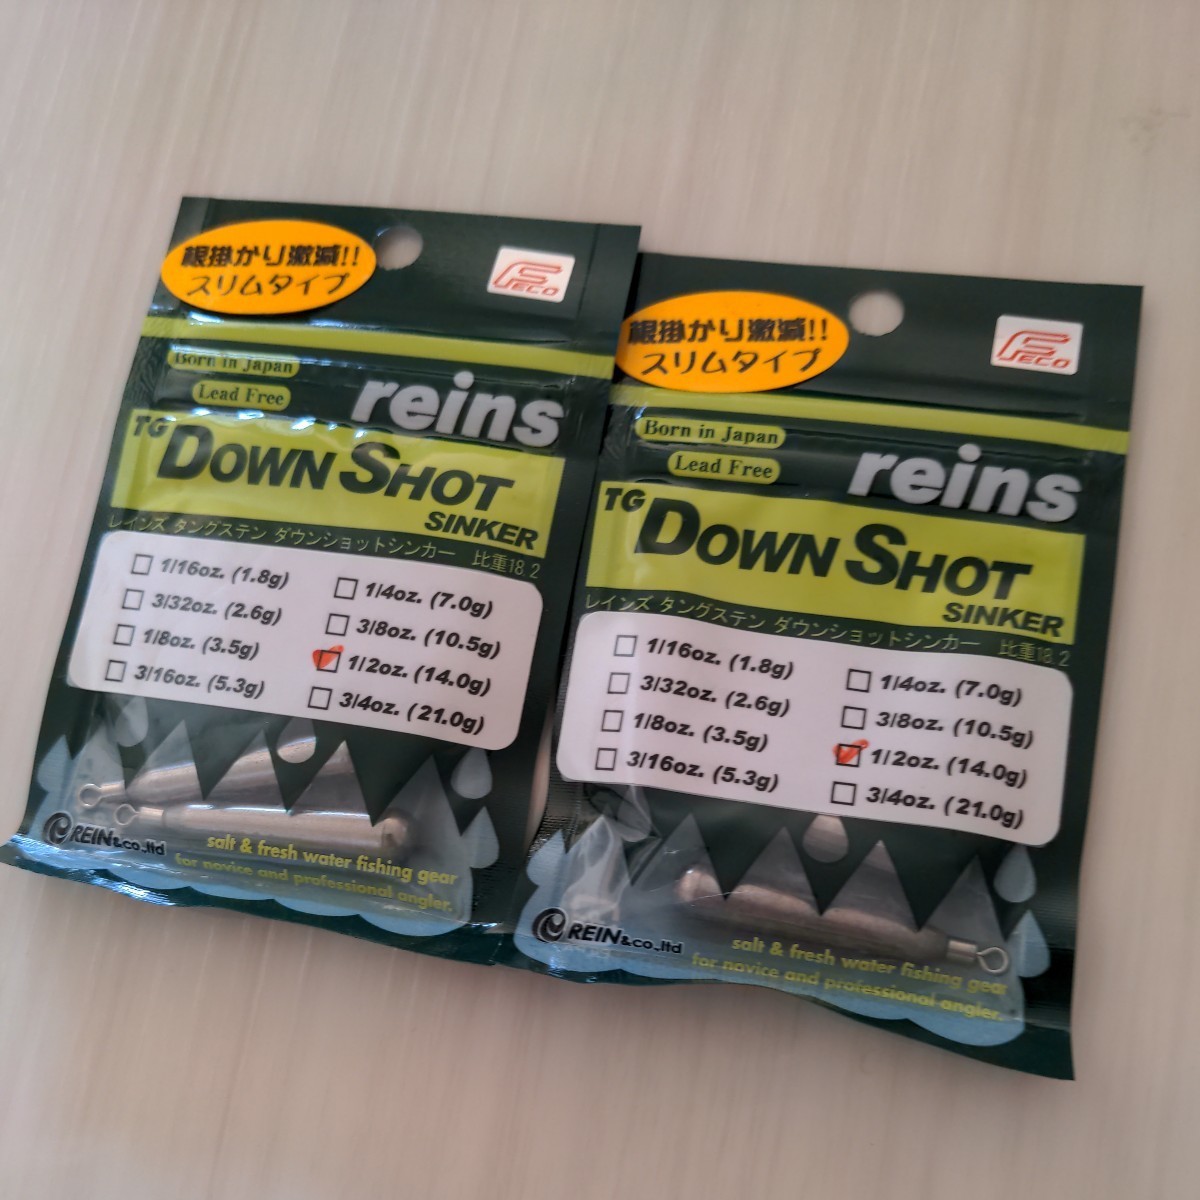 根掛かり激減!!
スリムタイプ
FECO
Born in Japan
Lead Free
reins
TG DOWN SHOT
SINKER
レインズ タングステン ダウンショットシンカー 比重18.2
1/16oz. (1.8g)
3/32oz. (2.6g)
1/8oz. (3.5g)
3/16oz. (5.3g)
1/4oz. (7.0g)
3/8oz. (10.5g)
1/2oz. (14.0g)
3/4oz. (21.0g)
REIN&co.,ltd
salt & fresh water fishing gear
for novice and professional angler.
根掛かり激減!!
スリムタイプ
FECO
Born in Japan
Lead Free
reins
TG DOWN SHOT
SINKER
レインズ タングステン ダウンショットシンカー 比重18.2
1/16oz. (1.8g)
3/32oz. (2.6g)
1/8oz. (3.5g)
3/16oz. (5.3g)
1/4oz. (7.0g)
3/8oz. (10.5g)
1/2oz. (14.0g)
3/4oz. (21.0g)
REIN&co.,ltd
salt & fresh water fishing gear
for novice and professional angler.